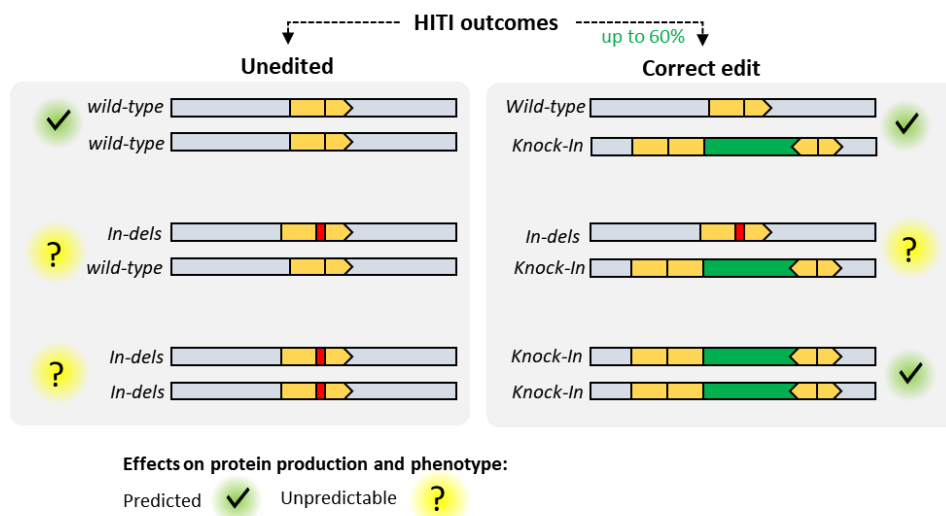 HITI outcomes
up to 60%
Unedited
Correct edit
wild-type
wild-type
Wild-type
Knock-In
?
In-dels
wild-type
In-dels
Knock-In
?
?
In-dels
In-dels
Knock-In
Knock-In
Effects on protein production and phenotype:
Predicted
Unpredictable
?